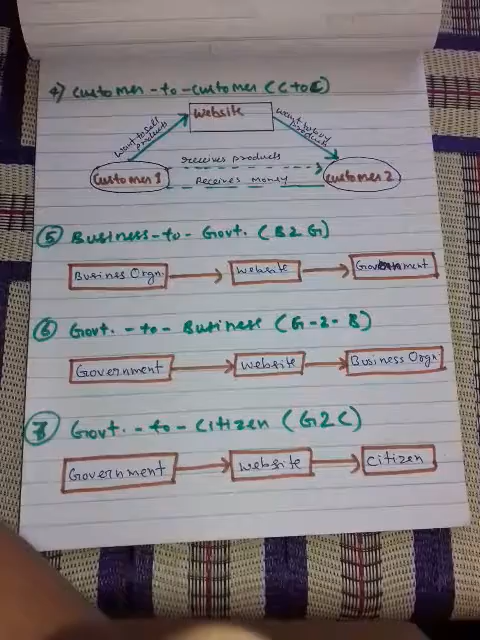 4) Customer-to-Customer (C to C)
Website
Want to sell products
Want to buy products
receives products
Customer 1
Customer 2
Receives money
⑤ Business-to-Govt. (B2G)
Business Orgn.
Website
Government
⑥ Govt.-to-Business (G-2-B)
Government
Website
Business Orgn.
⑦ Govt.-to-Citizen (G2C)
Government
Website
Citizen